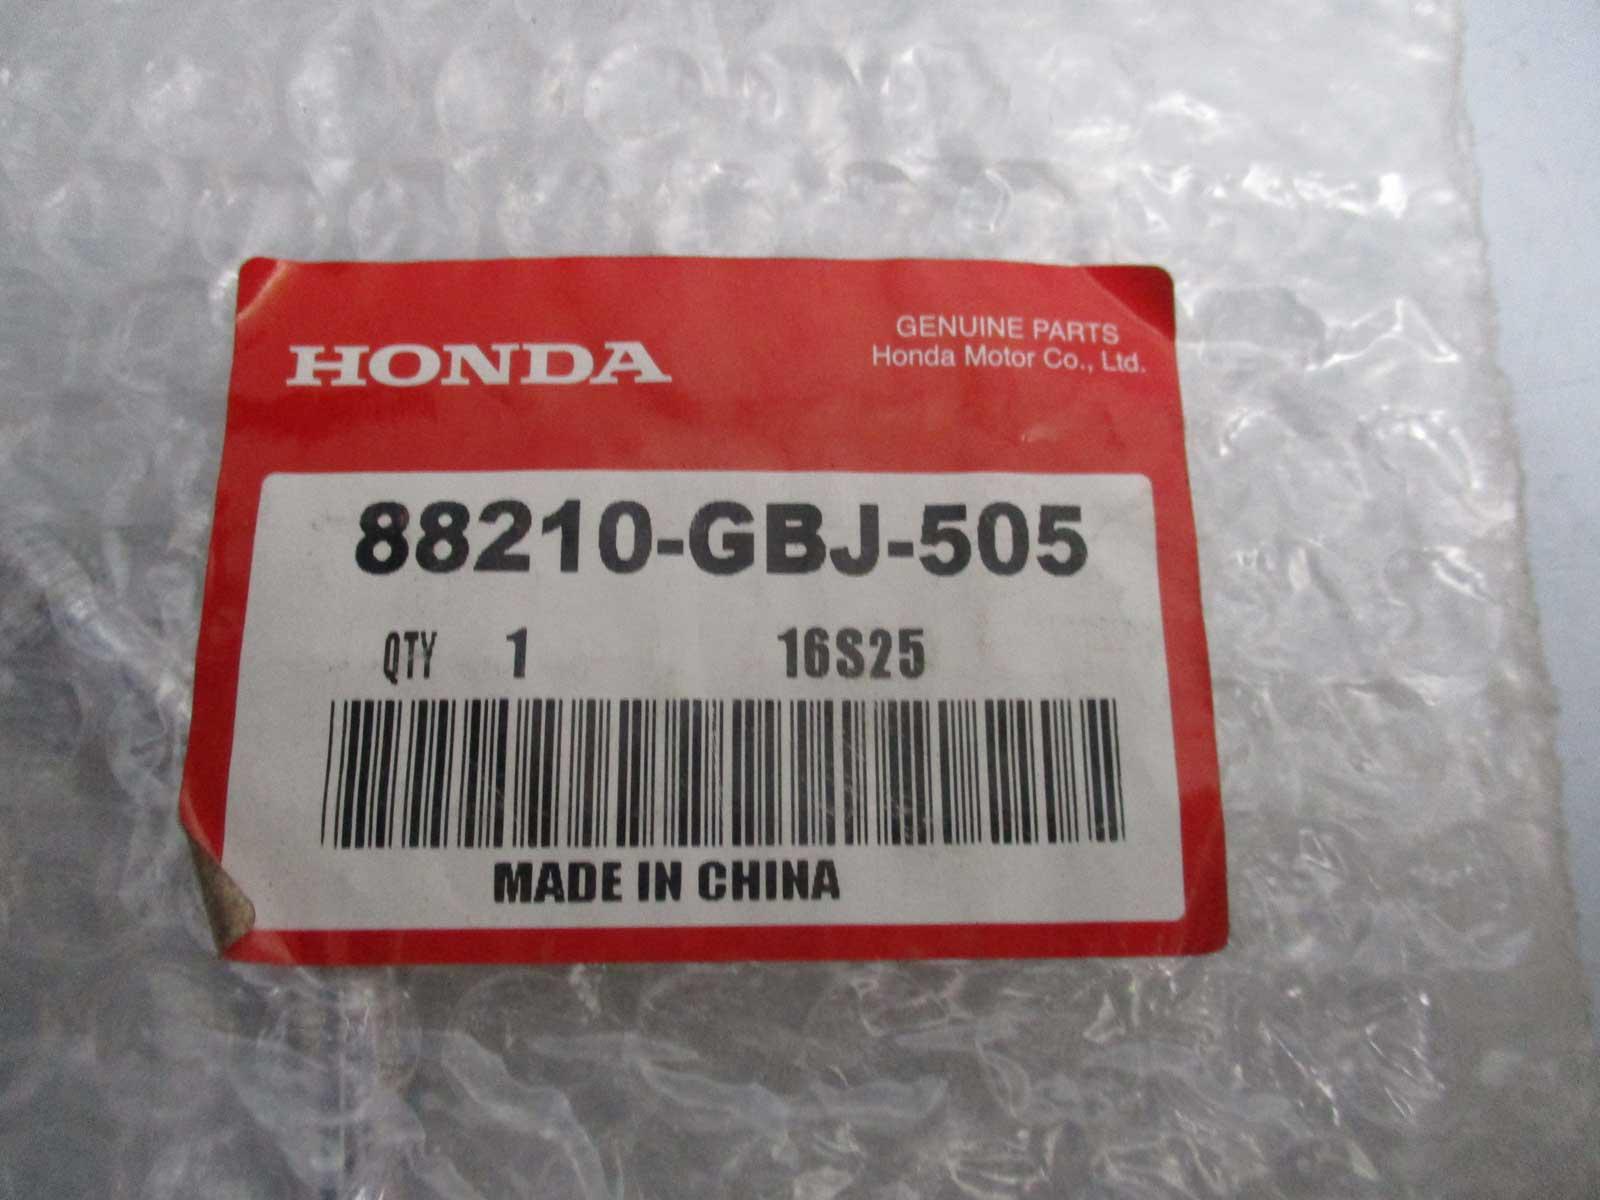 HONDA
GENUINE PARTS
Honda Motor Co., Ltd.
88210-GBJ-505
QTY 1 16S25
MADE IN CHINA